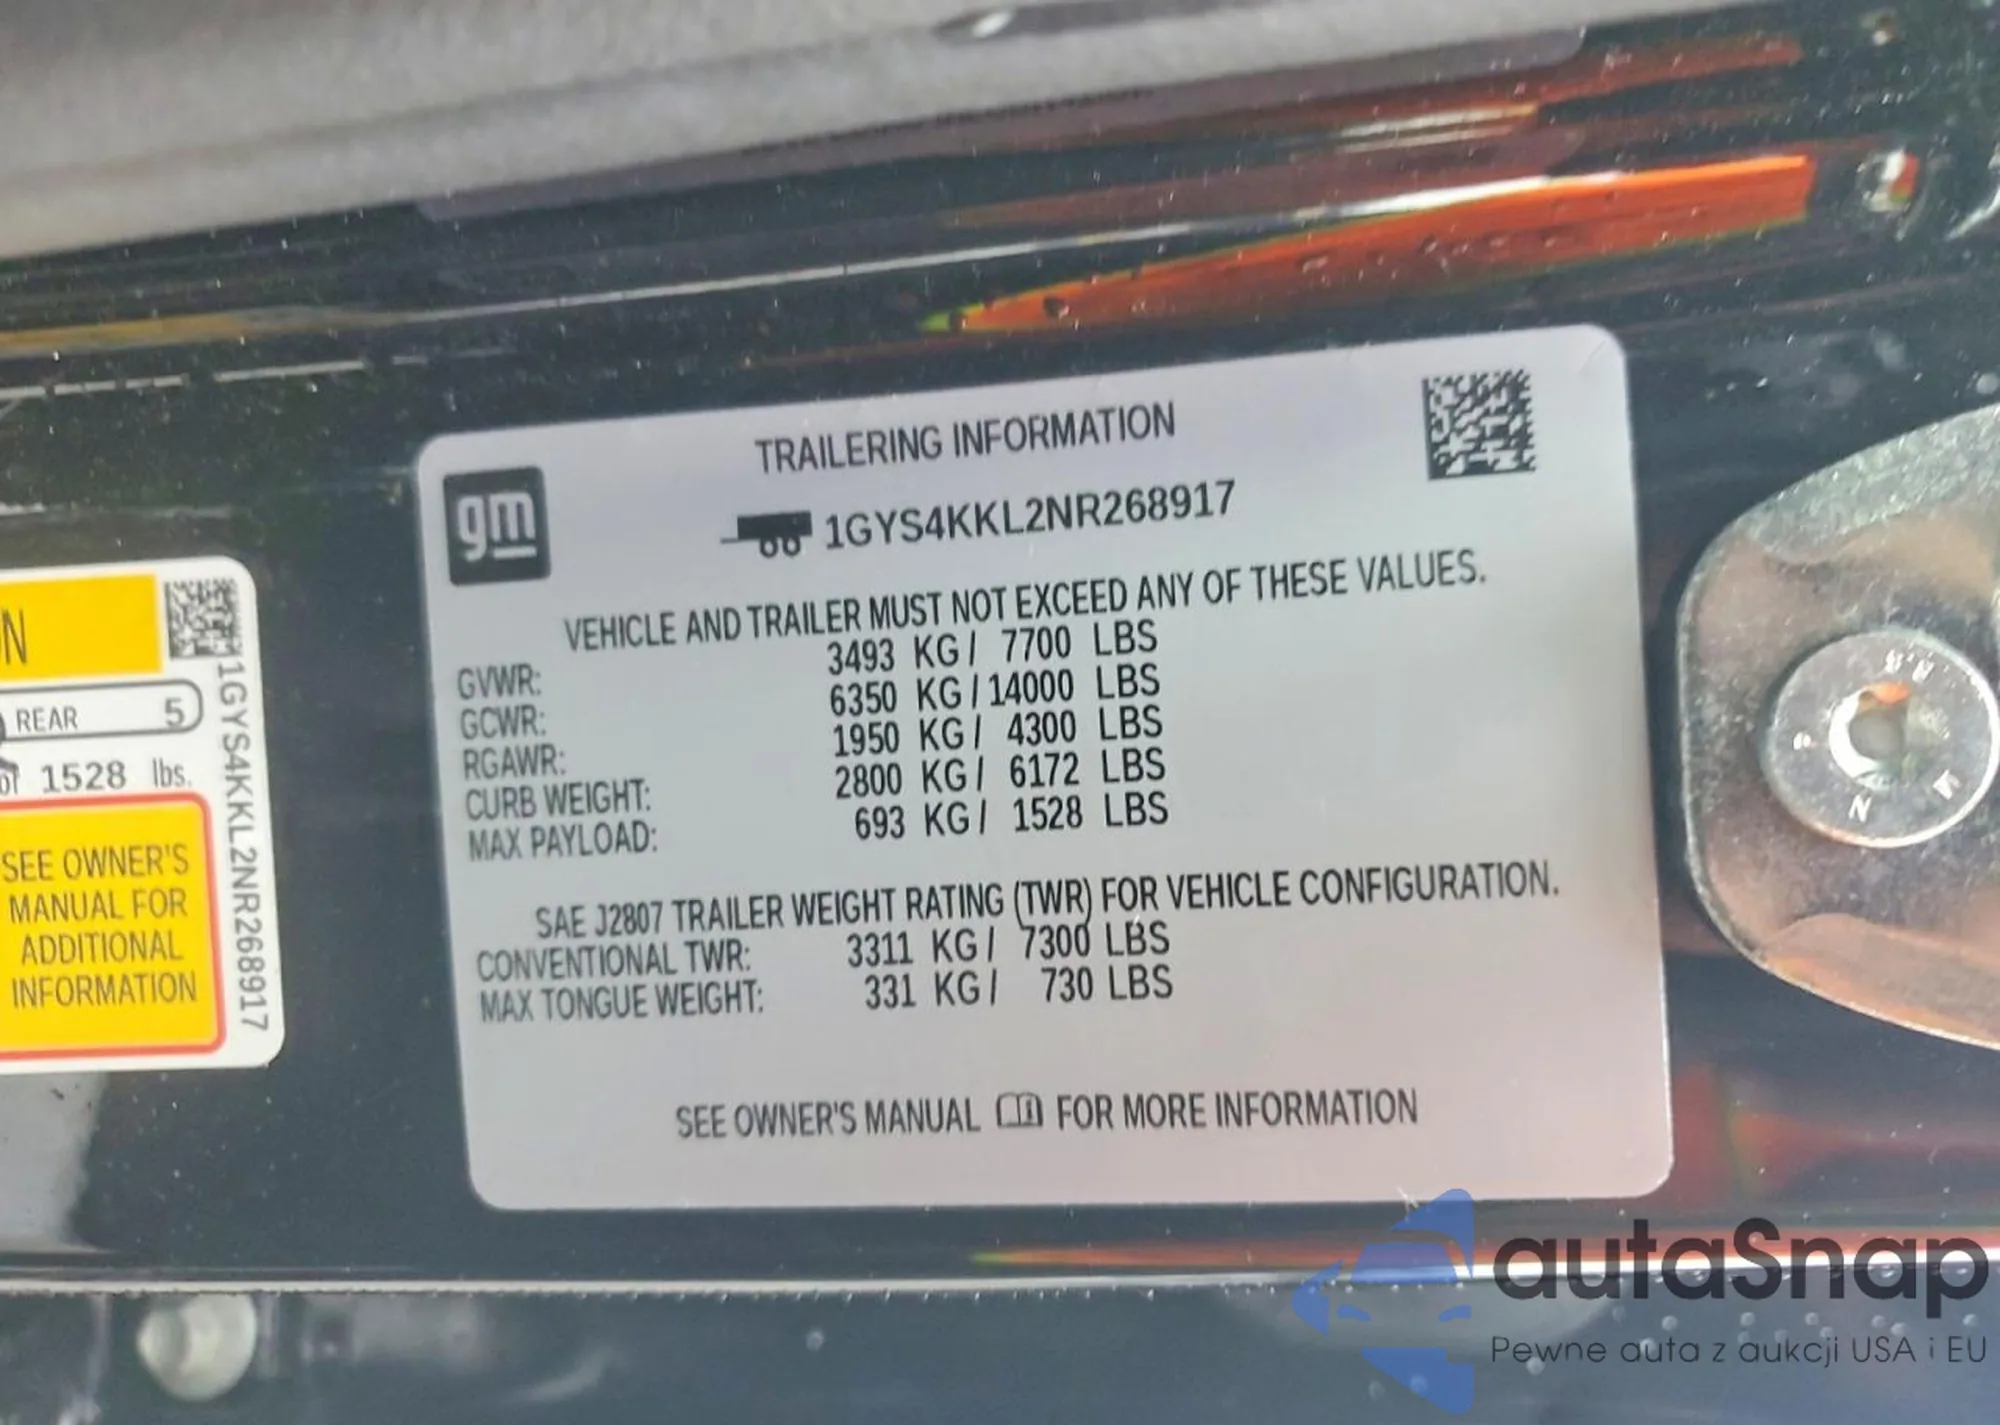 TRAILERING INFORMATION
gm
1GYS4KKL2NR268917
VEHICLE AND TRAILER MUST NOT EXCEED ANY OF THESE VALUES.
GVWR: 3493 KG / 7700 LBS
GCWR: 6350 KG / 14000 LBS
RGAWR: 1950 KG / 4300 LBS
CURB WEIGHT: 2800 KG / 6172 LBS
MAX PAYLOAD: 693 KG / 1528 LBS
SAE J2807 TRAILER WEIGHT RATING (TWR) FOR VEHICLE CONFIGURATION.
CONVENTIONAL TWR: 3311 KG / 7300 LBS
MAX TONGUE WEIGHT: 331 KG / 730 LBS
SEE OWNER'S MANUAL FOR MORE INFORMATION
N
REAR 5
or 1528 lbs.
SEE OWNER'S
MANUAL FOR
ADDITIONAL
INFORMATION
1GYS4KKL2NR268917
autaSnap
Pewne auta z aukcji USA i EU